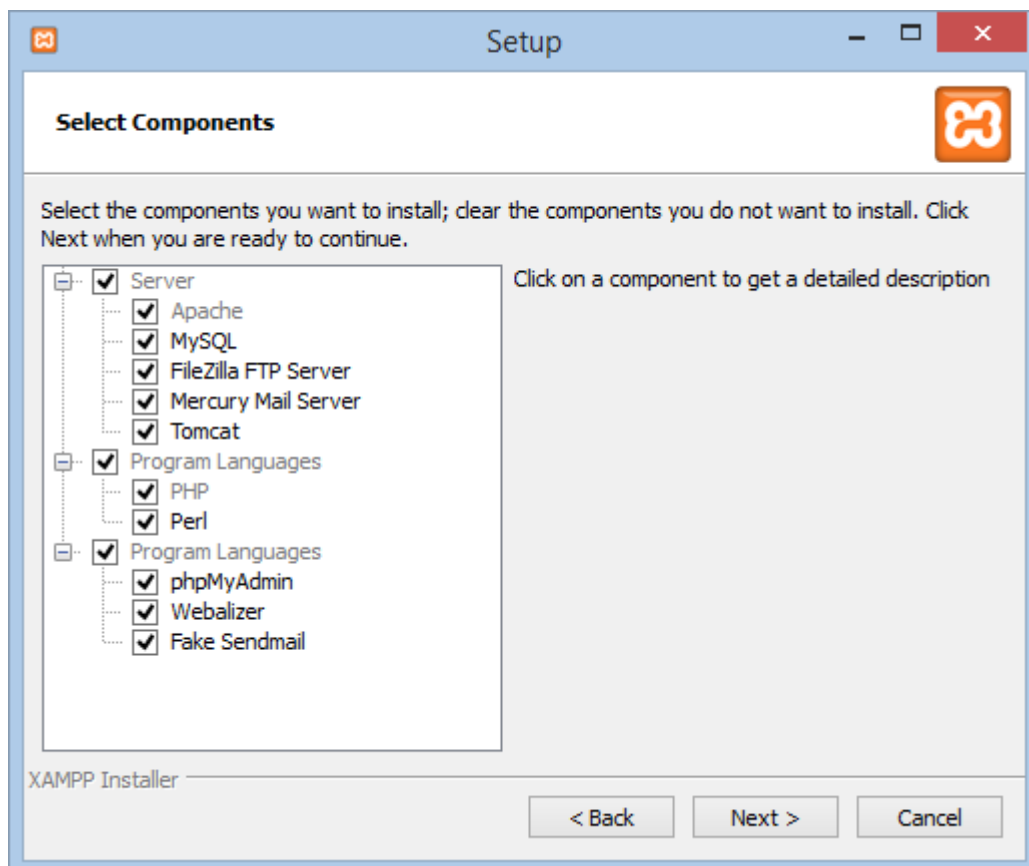 Setup
Select Components
Select the components you want to install; clear the components you do not want to install. Click
Next when you are ready to continue.
Server
Apache
MySQL
FileZilla FTP Server
Mercury Mail Server
Tomcat
Program Languages
PHP
Perl
Program Languages
phpMyAdmin
Webalizer
Fake Sendmail
Click on a component to get a detailed description
XAMPP Installer
< Back
Next >
Cancel